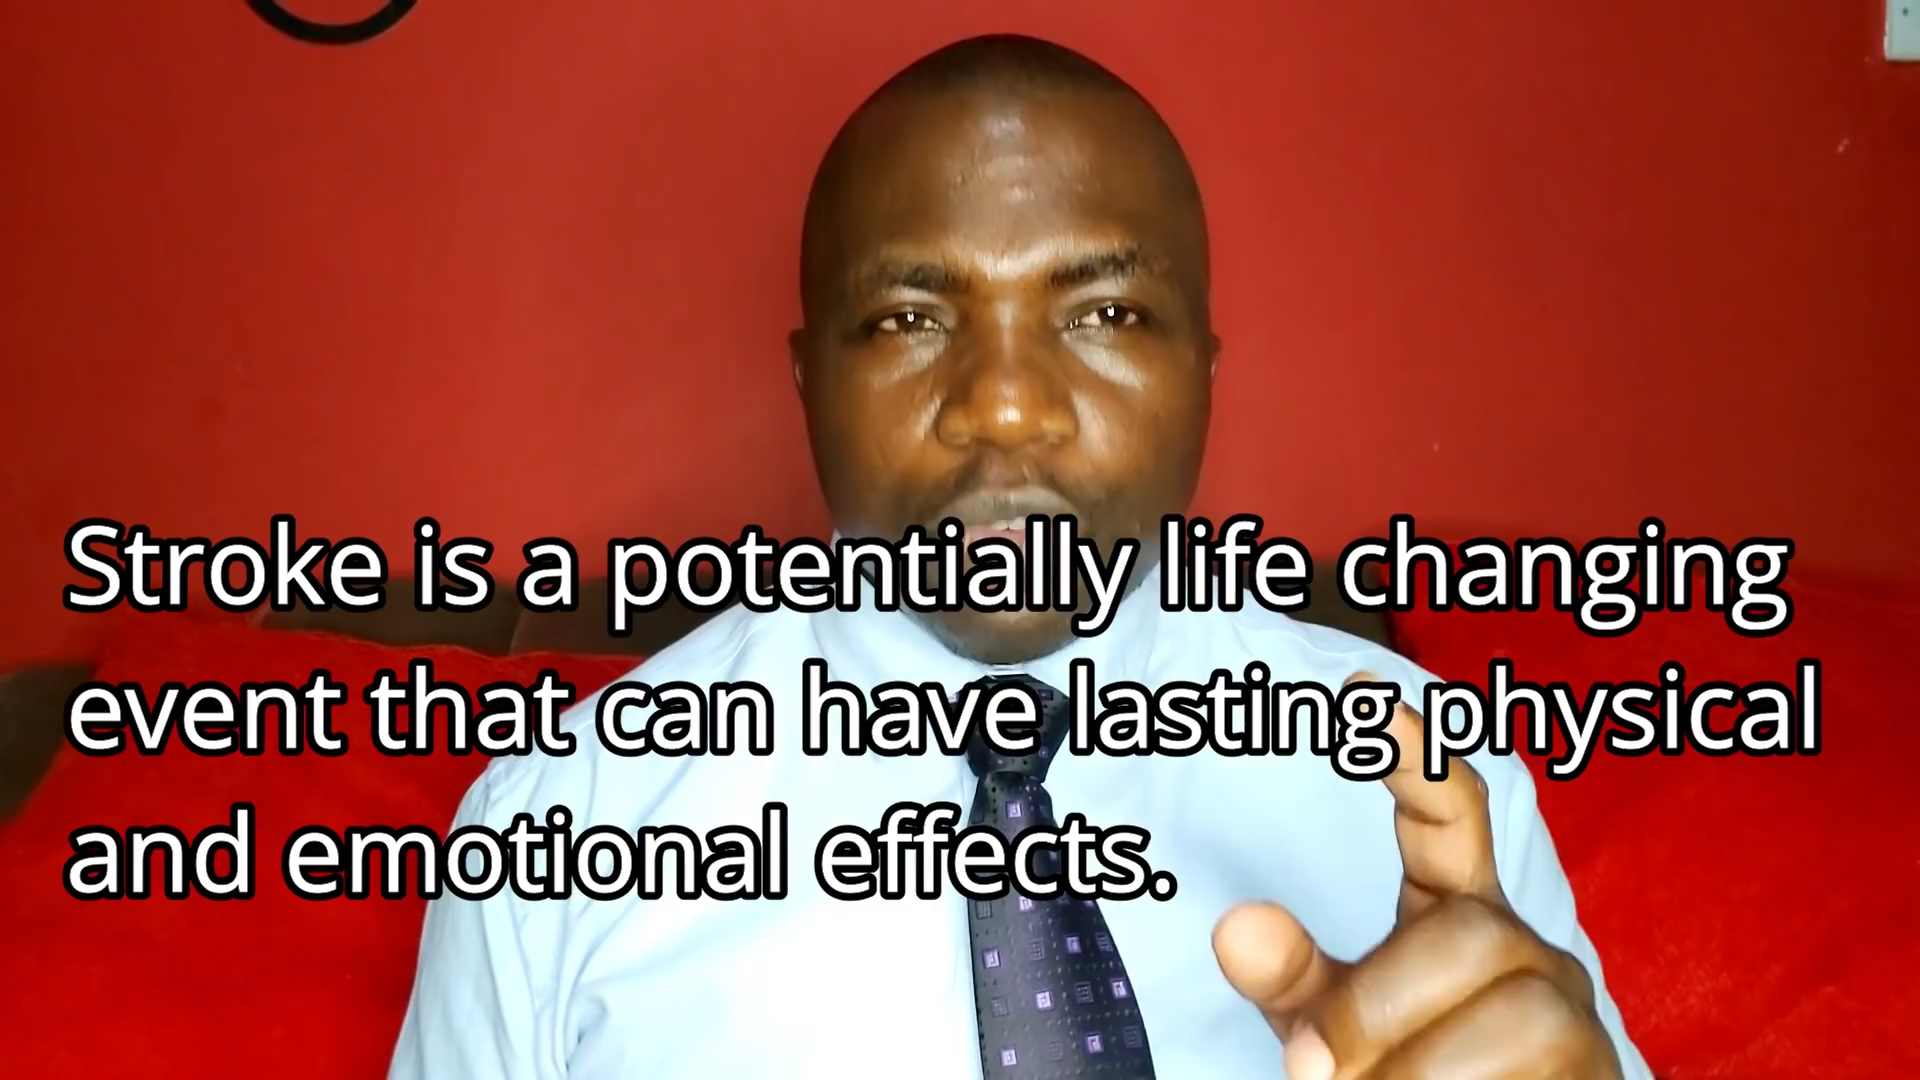 Stroke is a potentially life changing
event that can have lasting physical
and emotional effects.